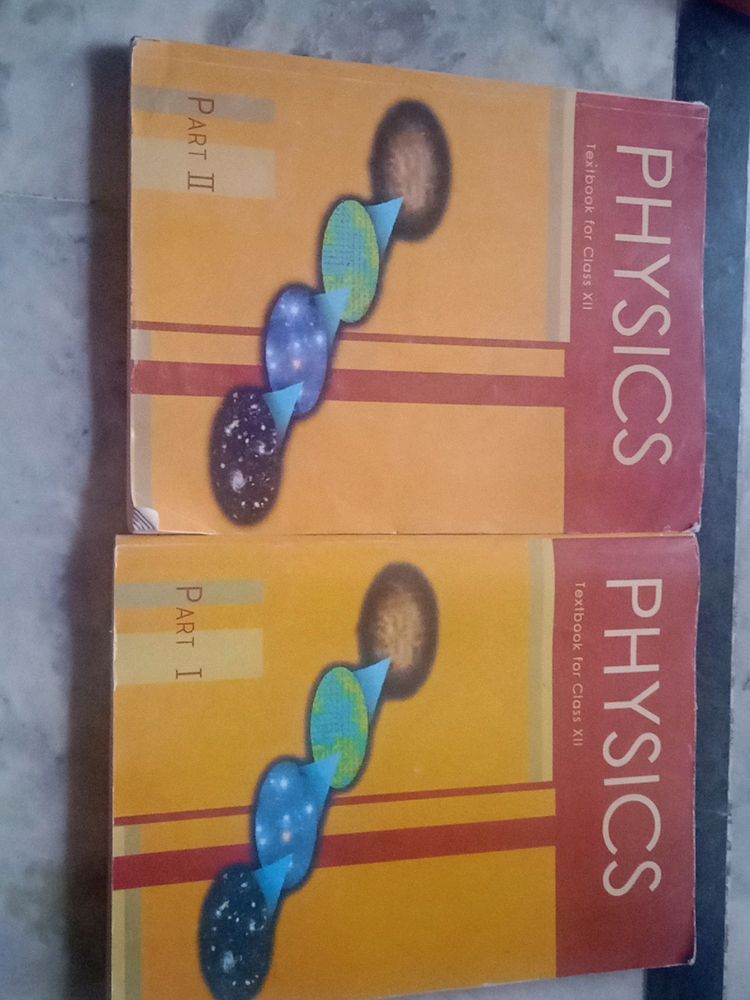 PHYSICS
Textbook for Class XII
PART II
PHYSICS
Textbook for Class XII
PART I